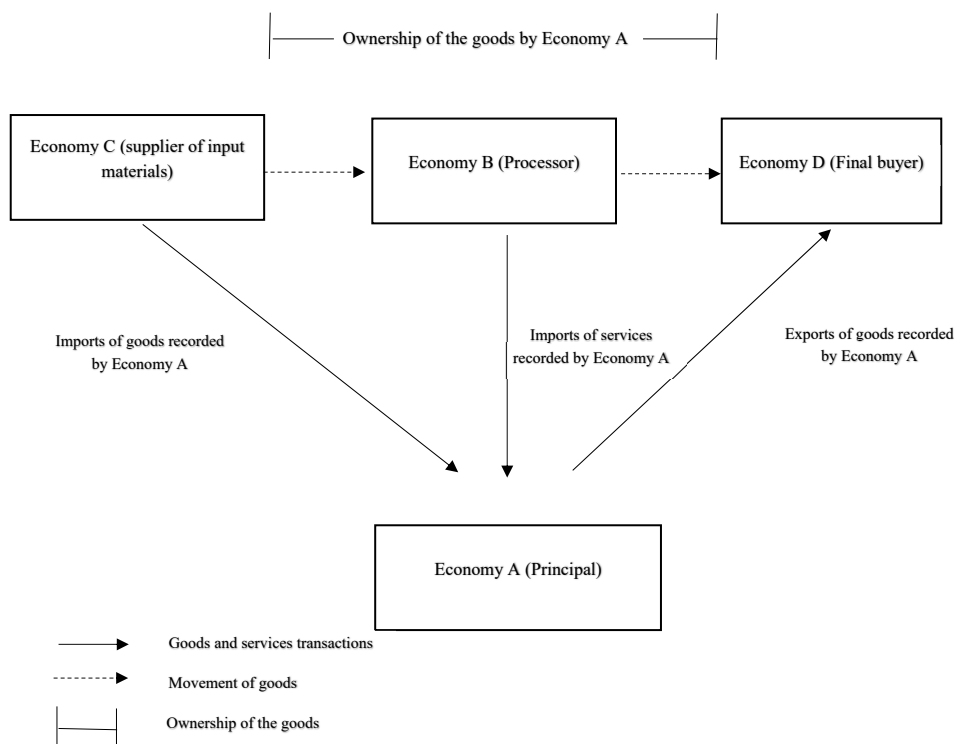 Ownership of the goods by Economy A
Economy C (supplier of input
materials)
Economy B (Processor)
Economy D (Final buyer)
Imports of goods recorded
by Economy A
Imports of services
recorded by Economy A
Exports of goods recorded
by Economy A
Economy A (Principal)
Goods and services transactions
Movement of goods
Ownership of the goods